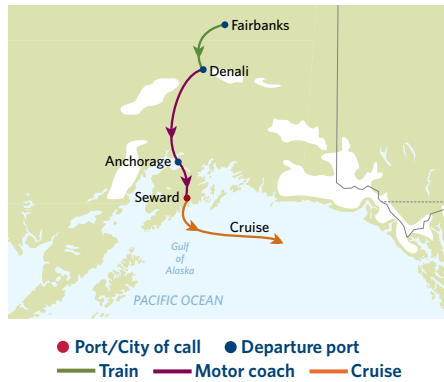 Fairbanks
Denali
Anchorage
Seward
Cruise
Gulf
of
Alaska
PACIFIC OCEAN
Port/City of call
Departure port
Train
Motor coach
Cruise